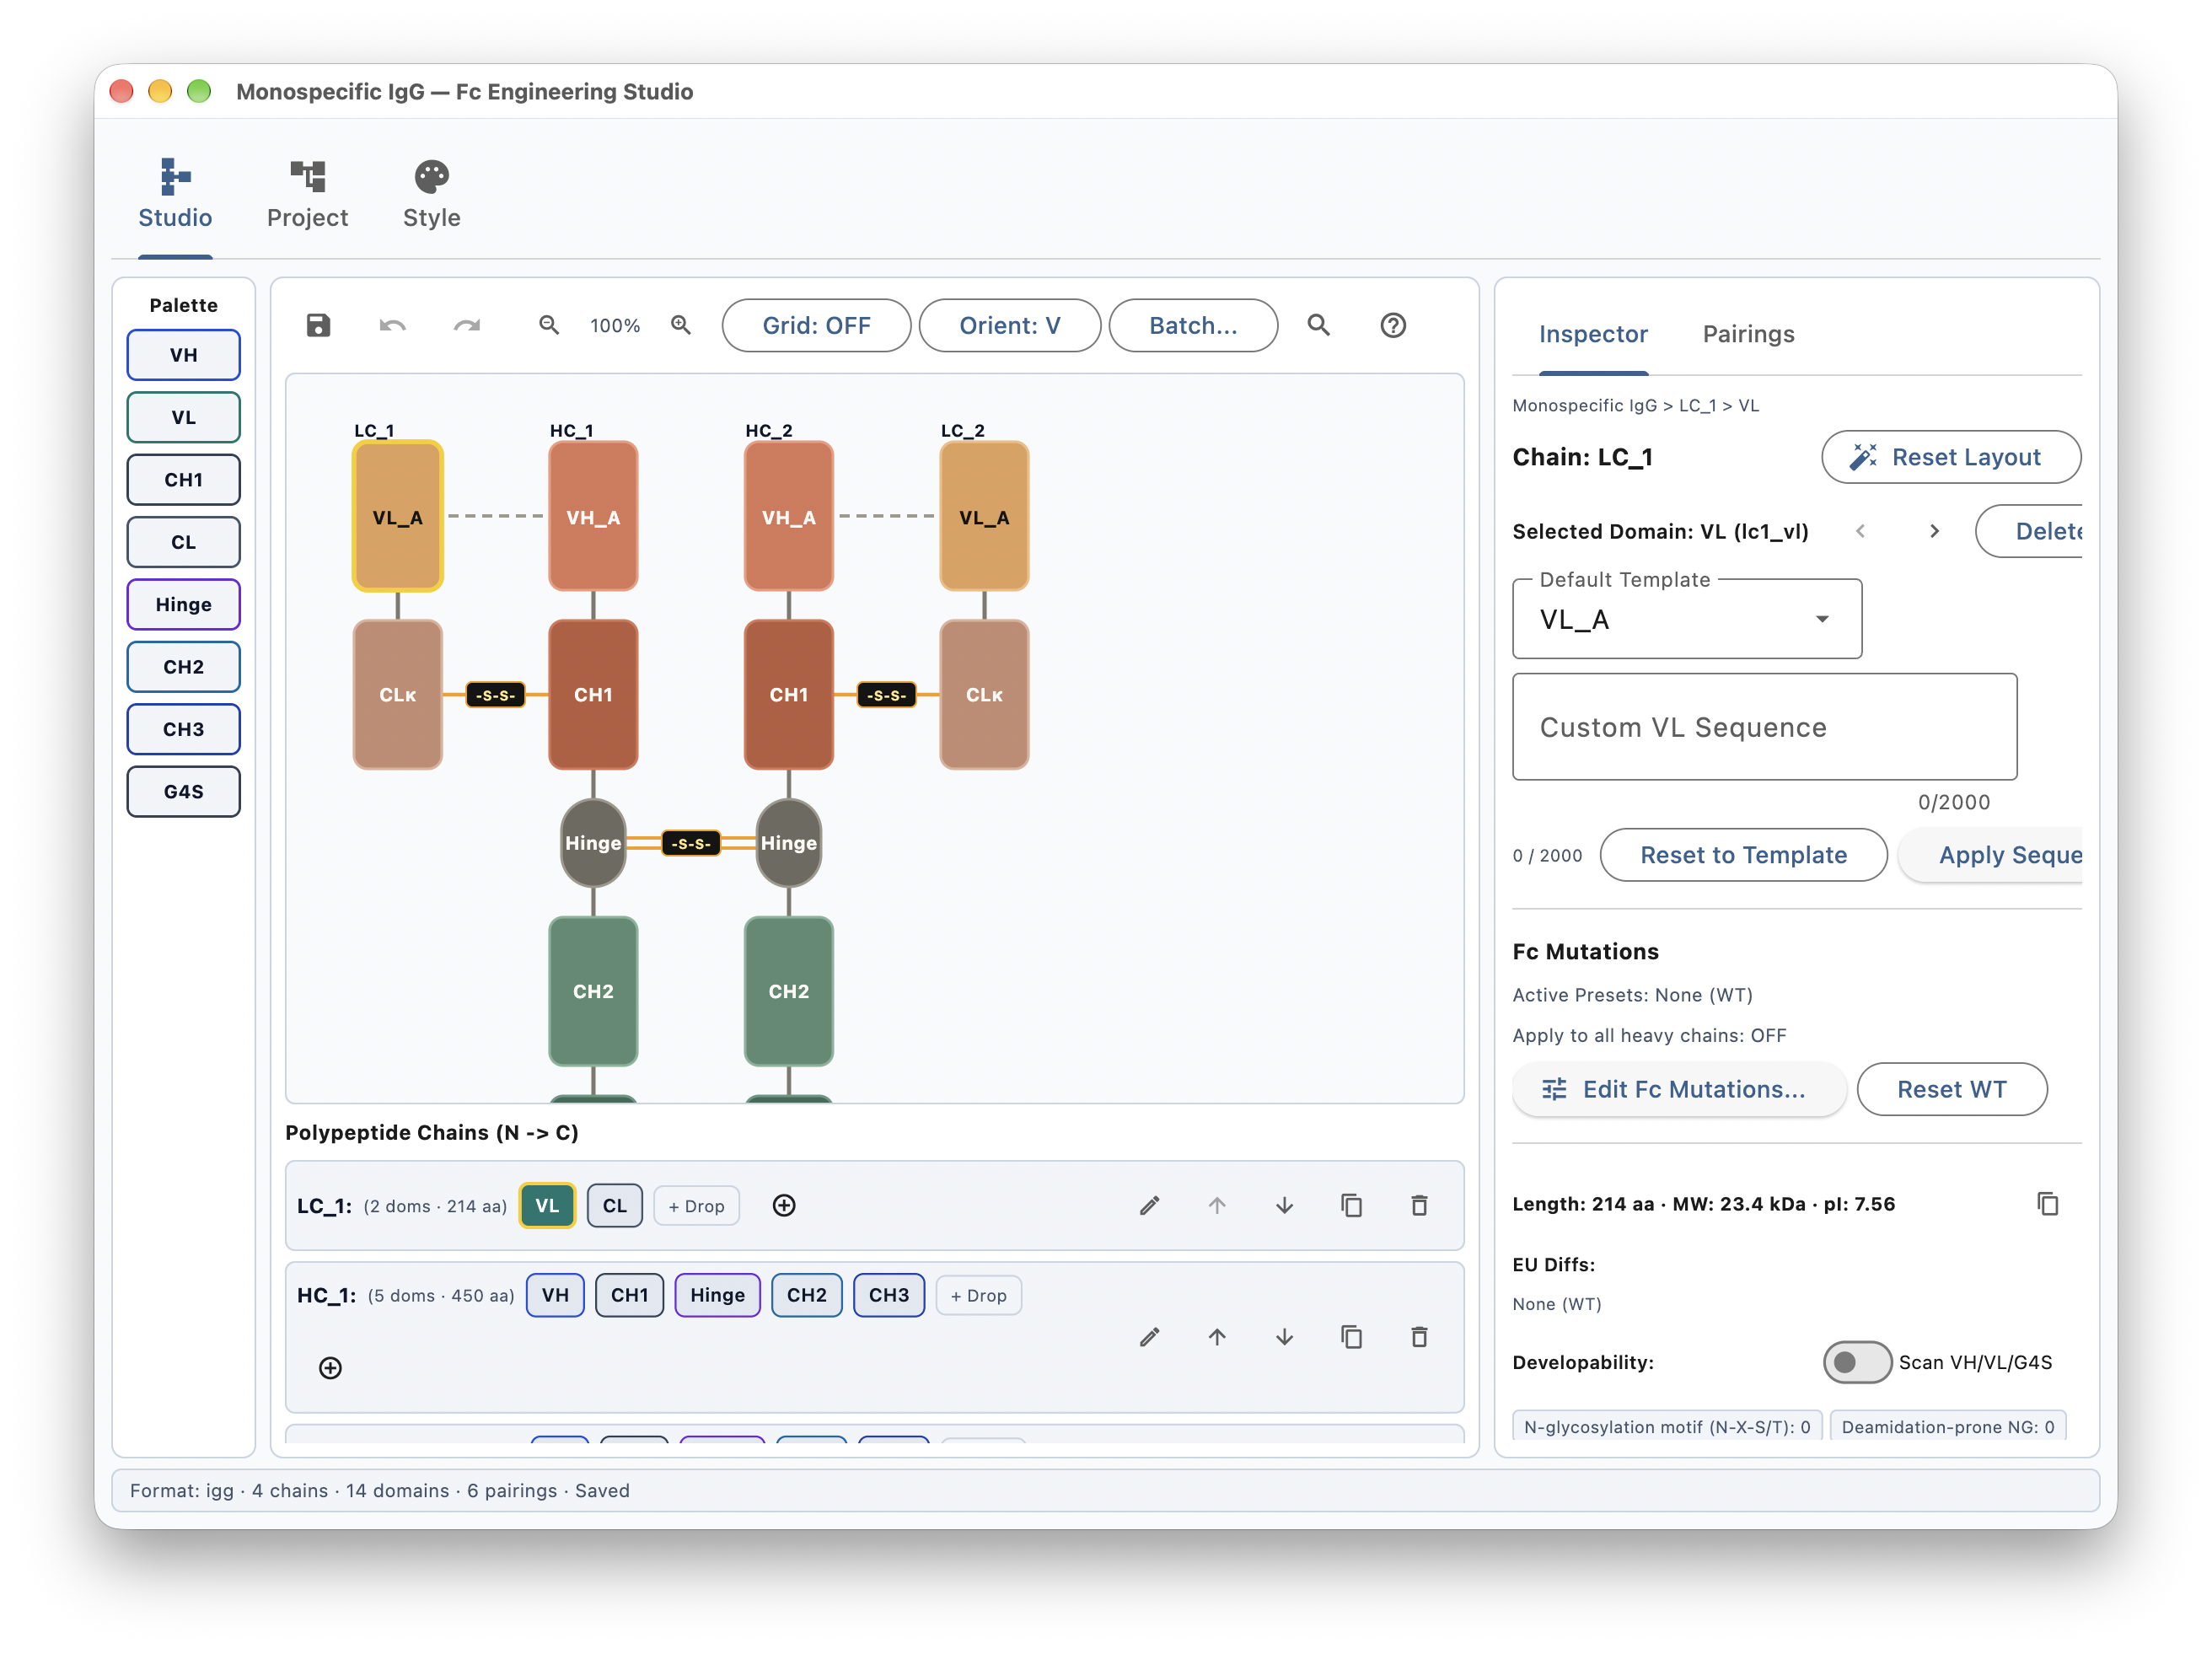 Monospecific IgG — Fc Engineering Studio
Studio
Project
Style
Palette
VH
VL
CH1
CL
Hinge
CH2
CH3
G4S
100%
Grid: OFF
Orient: V
Batch...
LC_1
HC_1
HC_2
LC_2
VL_A
VH_A
VH_A
VL_A
CLκ
-S-S-
CH1
CH1
-S-S-
CLκ
Hinge
-S-S-
Hinge
CH2
CH2
Polypeptide Chains (N -> C)
LC_1: (2 doms · 214 aa) VL CL + Drop
HC_1: (5 doms · 450 aa) VH CH1 Hinge CH2 CH3 + Drop
Inspector
Pairings
Monospecific IgG > LC_1 > VL
Chain: LC_1
Reset Layout
Selected Domain: VL (lc1_vl)
Delete
Default Template
VL_A
Custom VL Sequence
0/2000
0 / 2000
Reset to Template
Apply Seque
Fc Mutations
Active Presets: None (WT)
Apply to all heavy chains: OFF
Edit Fc Mutations...
Reset WT
Length: 214 aa · MW: 23.4 kDa · pI: 7.56
EU Diffs:
None (WT)
Developability:
Scan VH/VL/G4S
N-glycosylation motif (N-X-S/T): 0
Deamidation-prone NG: 0
Format: igg · 4 chains · 14 domains · 6 pairings · Saved